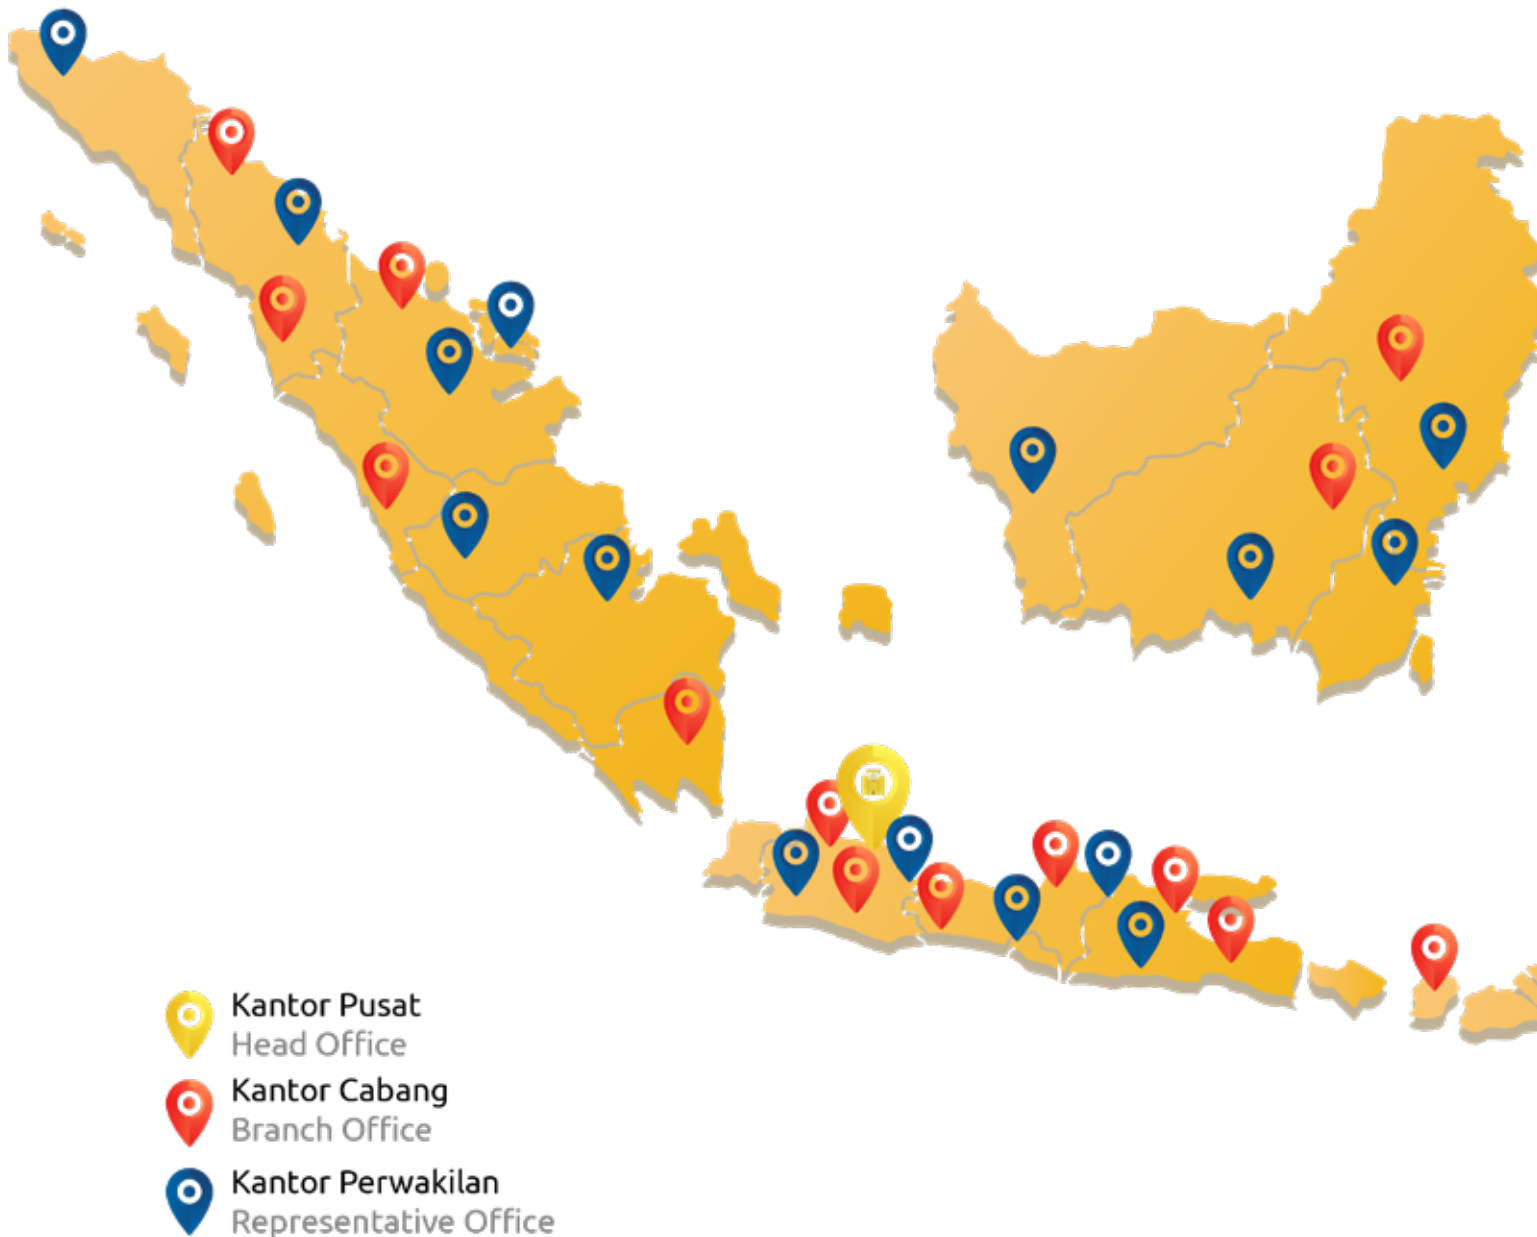 Kantor Pusat
Head Office
Kantor Cabang
Branch Office
Kantor Perwakilan
Representative Office